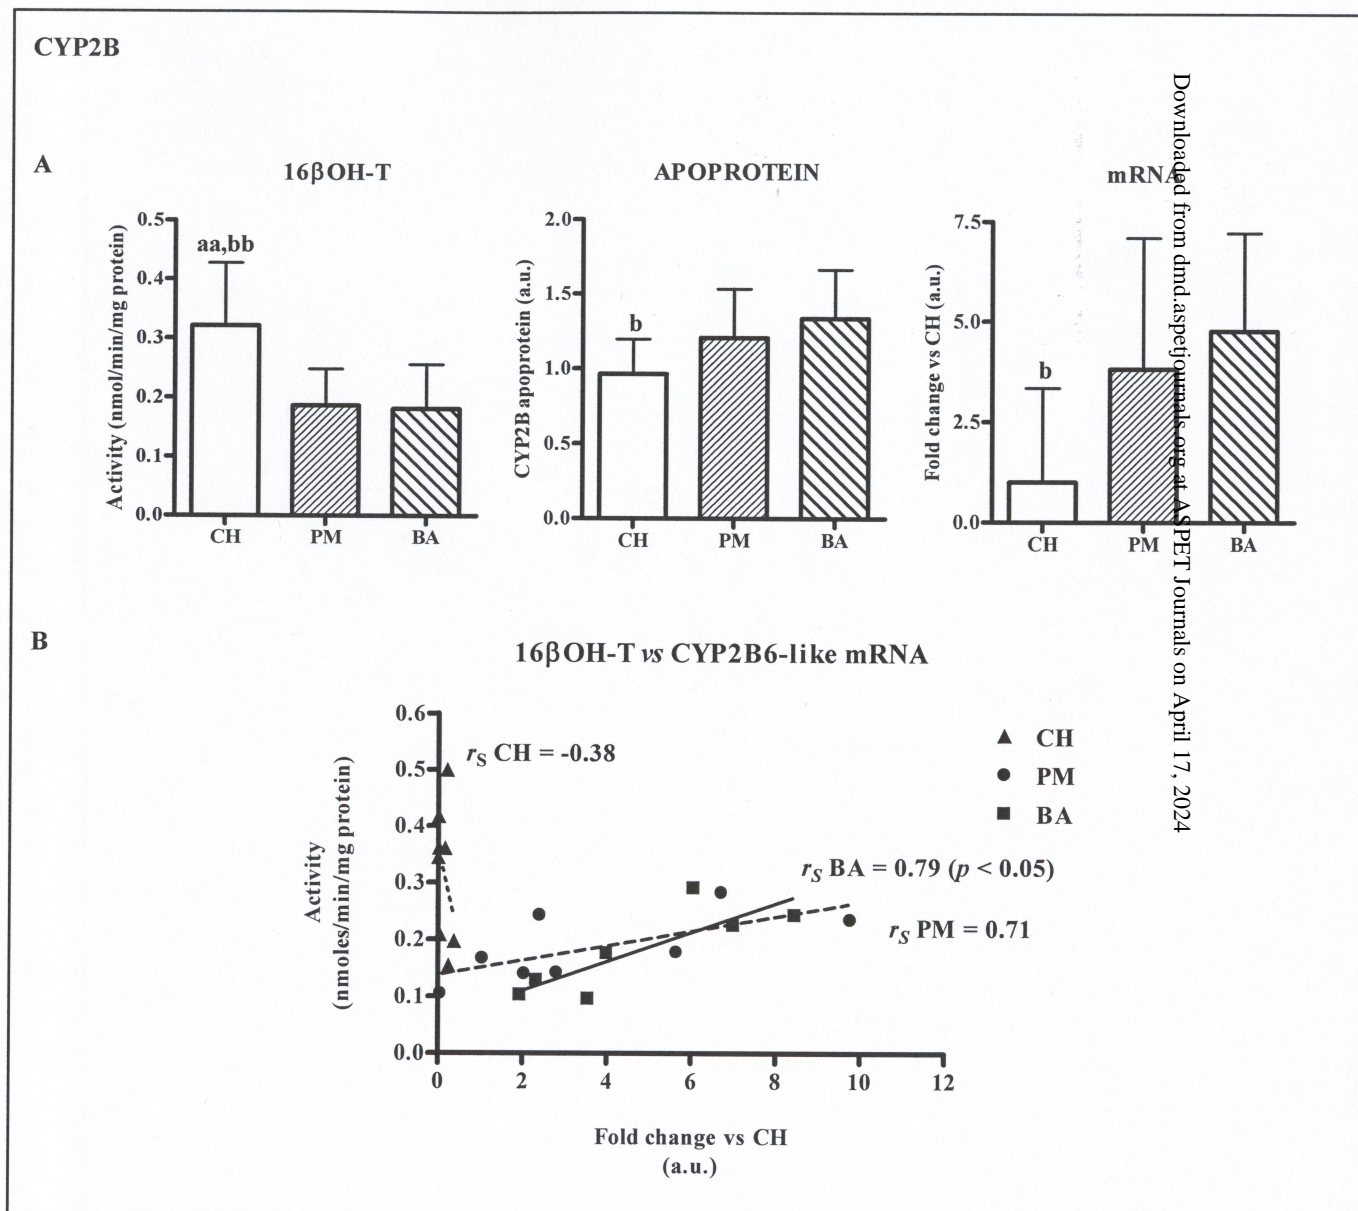 CYP2B
A
16βOH-T
Activity (nmol/min/mg protein)
0.5
0.4
0.3
0.2
0.1
0.0
aa,bb
CH
PM
BA
APOPROTEIN
CYP2B apoprotein (a.u.)
2.0
1.5
1.0
0.5
0.0
b
CH
PM
BA
mRNA
Fold change vs CH (a.u.)
7.5
5.0
2.5
0.0
b
CH
PM
BA
B
16βOH-T vs CYP2B6-like mRNA
Activity
(nmoles/min/mg protein)
0.6
0.5
0.4
0.3
0.2
0.1
0.0
rS CH = -0.38
CH
PM
BA
rS BA = 0.79 (p < 0.05)
rS PM = 0.71
0
2
4
6
8
10
12
Fold change vs CH
(a.u.)
Downloaded from dmd.aspetjournals.org at ASPET Journals on April 17, 2024